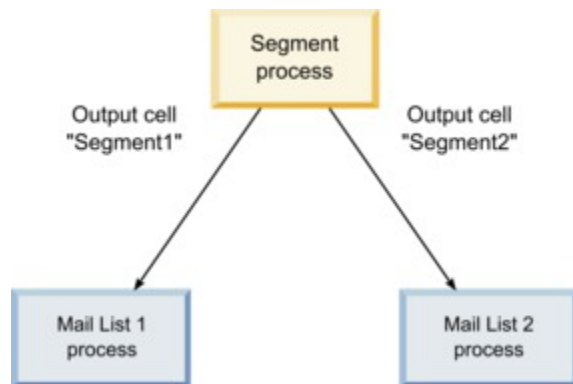 Segment
process
Output cell
"Segment1"
Output cell
"Segment2"
Mail List 1
process
Mail List 2
process